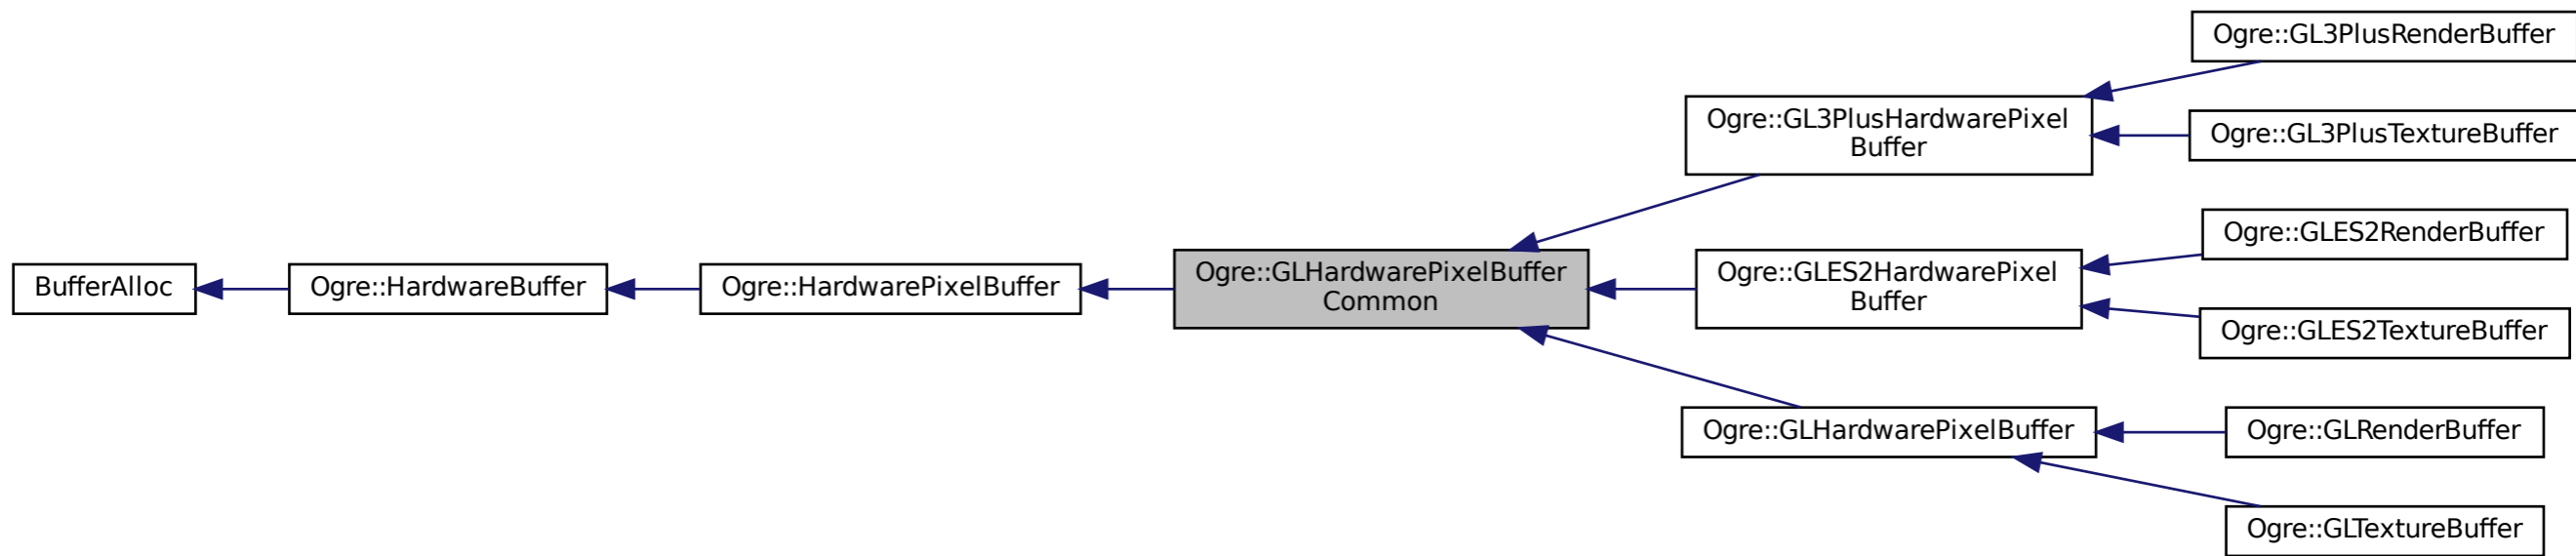 BufferAlloc
Ogre::HardwareBuffer
Ogre::HardwarePixelBuffer
Ogre::GLHardwarePixelBuffer
Common
Ogre::GL3PlusHardwarePixel
Buffer
Ogre::GL3PlusRenderBuffer
Ogre::GL3PlusTextureBuffer
Ogre::GLES2HardwarePixel
Buffer
Ogre::GLES2RenderBuffer
Ogre::GLES2TextureBuffer
Ogre::GLHardwarePixelBuffer
Ogre::GLRenderBuffer
Ogre::GLTextureBuffer